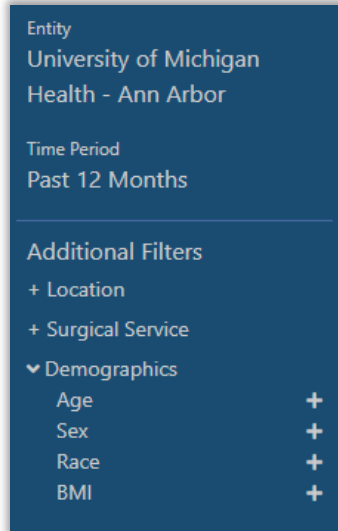 Entity
University of Michigan
Health - Ann Arbor
Time Period
Past 12 Months
Additional Filters
+ Location
+ Surgical Service
Demographics
Age +
Sex +
Race +
BMI +